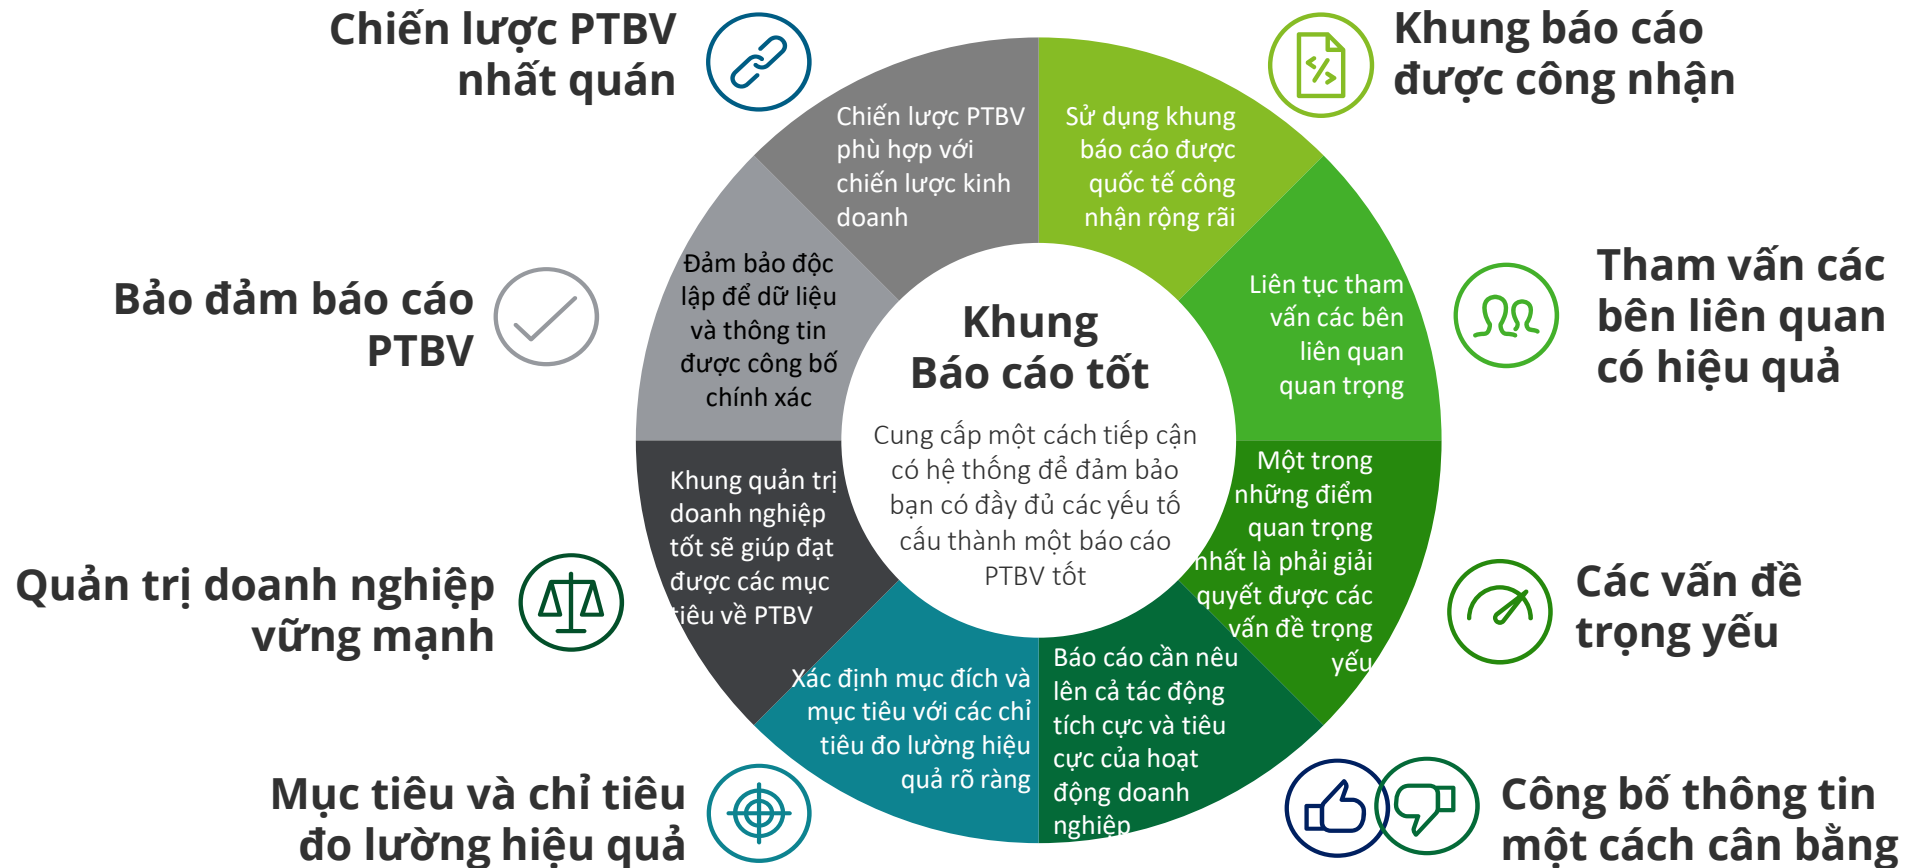 Chiến lược PTBV
nhất quán
Chiến lược PTBV
phù hợp với
chiến lược kinh
doanh
Khung báo cáo
được công nhận
Sử dụng khung
báo cáo được
quốc tế công
nhận rộng rãi
Tham vấn các
bên liên quan
có hiệu quả
Liên tục tham
vấn các bên
liên quan
quan trọng
Các vấn đề
trọng yếu
Một trong
những điểm
quan trọng
nhất là phải giải
quyết được các
vấn đề trọng
yếu
Công bố thông tin
một cách cân bằng
Báo cáo cần nêu
lên cả tác động
tích cực và tiêu
cực của hoạt
động doanh
nghiệp
Mục tiêu và chỉ tiêu
đo lường hiệu quả
Xác định mục đích và
mục tiêu với các chỉ
tiêu đo lường hiệu
quả rõ ràng
Quản trị doanh nghiệp
vững mạnh
Khung quản trị
doanh nghiệp
tốt sẽ giúp đạt
được các mục
tiêu về PTBV
Bảo đảm báo cáo
PTBV
Đảm bảo độc
lập để dữ liệu
và thông tin
được công bố
chính xác
Khung
Báo cáo tốt
Cung cấp một cách tiếp cận
có hệ thống để đảm bảo
bạn có đầy đủ các yếu tố
cấu thành một báo cáo
PTBV tốt